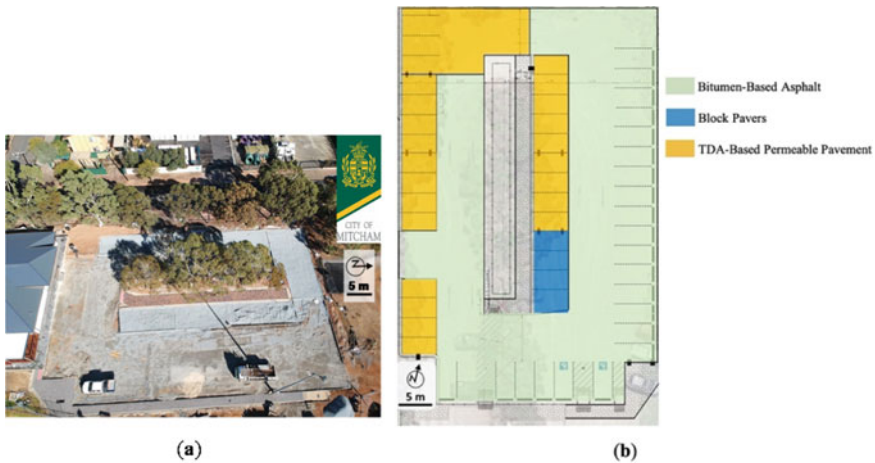 CITY OF
MITCHAM
Z
5 m
(a)
N
5 m
(b)
Bitumen-Based Asphalt
Block Pavers
TDA-Based Permeable Pavement